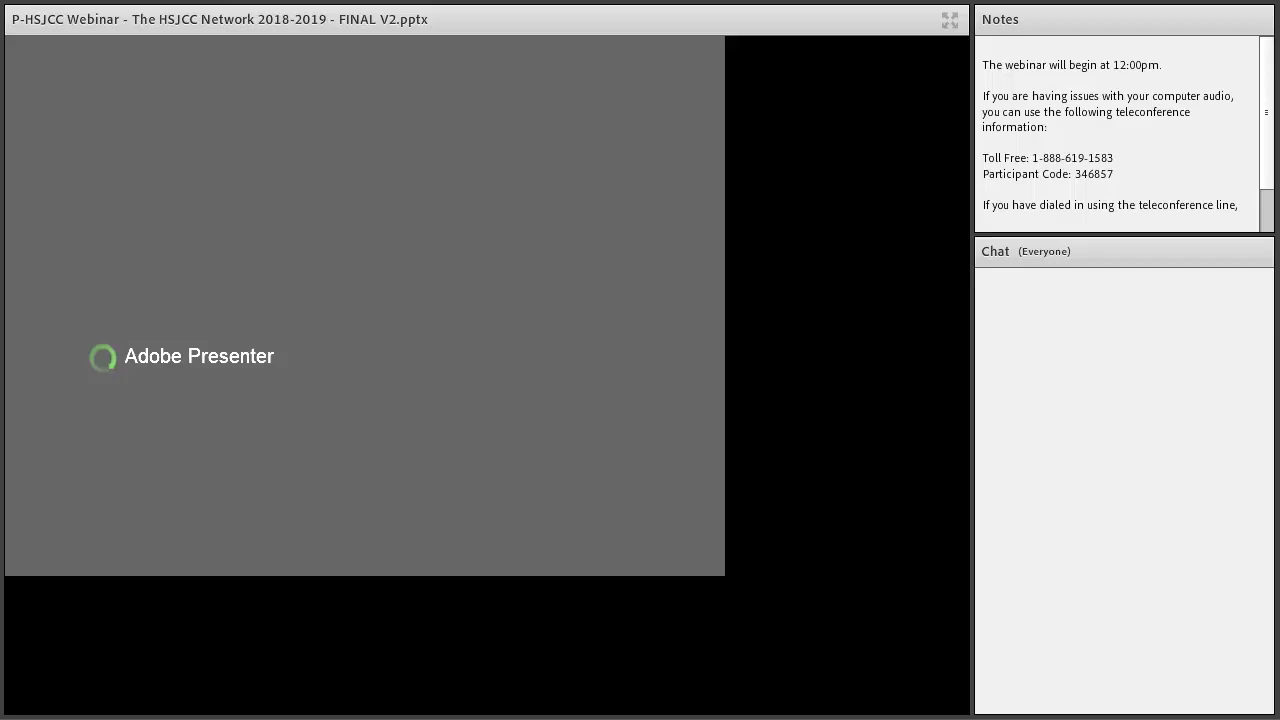 P-HSJCC Webinar - The HSJCC Network 2018-2019 - FINAL V2.pptx
Adobe Presenter
Notes
The webinar will begin at 12:00pm.
If you are having issues with your computer audio,
you can use the following teleconference
information:
Toll Free: 1-888-619-1583
Participant Code: 346857
If you have dialed in using the teleconference line,
Chat (Everyone)